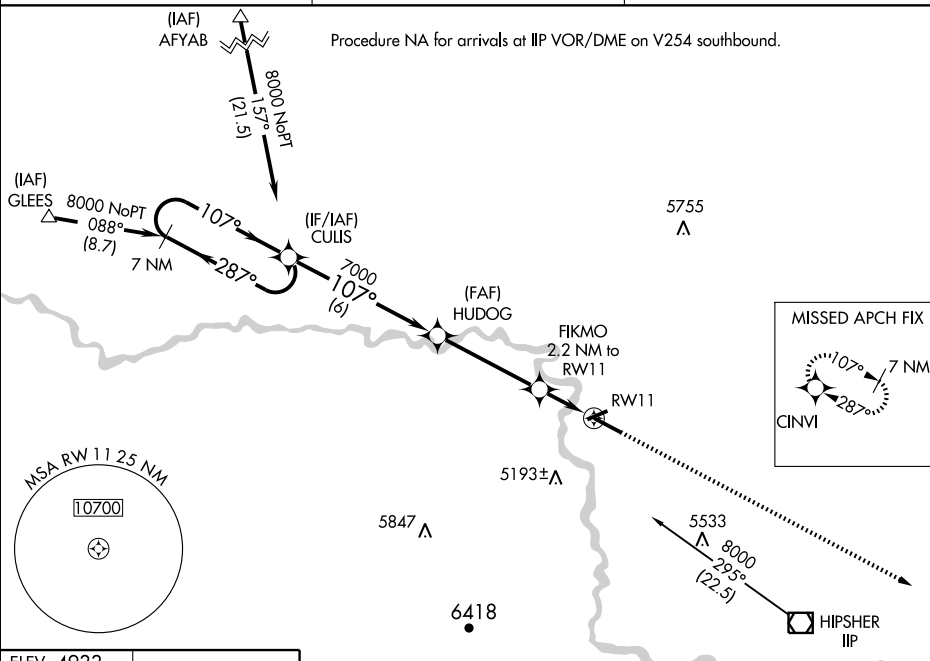 (IAF)
AFYAB
Procedure NA for arrivals at IIP VOR/DME on V254 southbound.
8000 NoPT
157°
(21.5)
(IAF)
GLEES
8000 NoPT
088°
(8.7)
7 NM
107°
287°
(IF/IAF)
CULIS
7000
107°
(6)
(FAF)
HUDOG
FIKMO
2.2 NM to
RW11
RW11
5755
MISSED APCH FIX
107°
7 NM
287°
CINVI
MSA RW 11 25 NM
10700
5193±
5847
6418
5533
8000
295°
(22.5)
HIPSHER
IIP